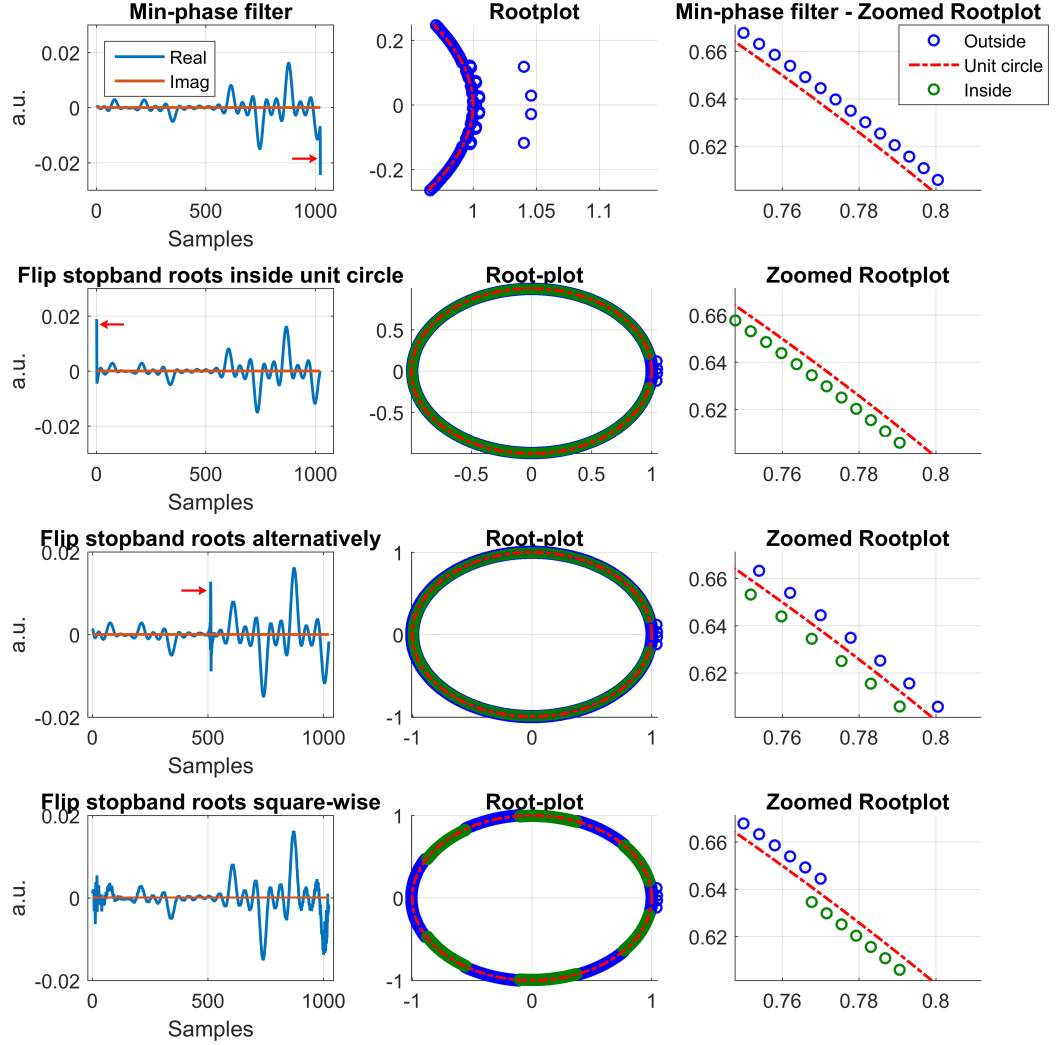 Min-phase filter
Rootplot
Min-phase filter - Zoomed Rootplot
0.02
0
-0.02
a.u.
Real
Imag
0
500
1000
Samples
0.2
0
-0.2
1
1.05
1.1
0.66
0.64
0.62
0.76
0.78
0.8
Outside
Unit circle
Inside
Flip stopband roots inside unit circle
Root-plot
Zoomed Rootplot
0.02
0
-0.02
a.u.
0
500
1000
Samples
0.5
0
-0.5
-0.5
0
0.5
1
0.66
0.64
0.62
0.76
0.78
0.8
Flip stopband roots alternatively
Root-plot
Zoomed Rootplot
0.02
0
-0.02
a.u.
0
500
1000
Samples
1
0
-1
-1
0
1
0.66
0.64
0.62
0.76
0.78
0.8
Flip stopband roots square-wise
Root-plot
Zoomed Rootplot
0.02
0
-0.02
a.u.
0
500
1000
Samples
1
0
-1
-1
0
1
0.66
0.64
0.62
0.76
0.78
0.8